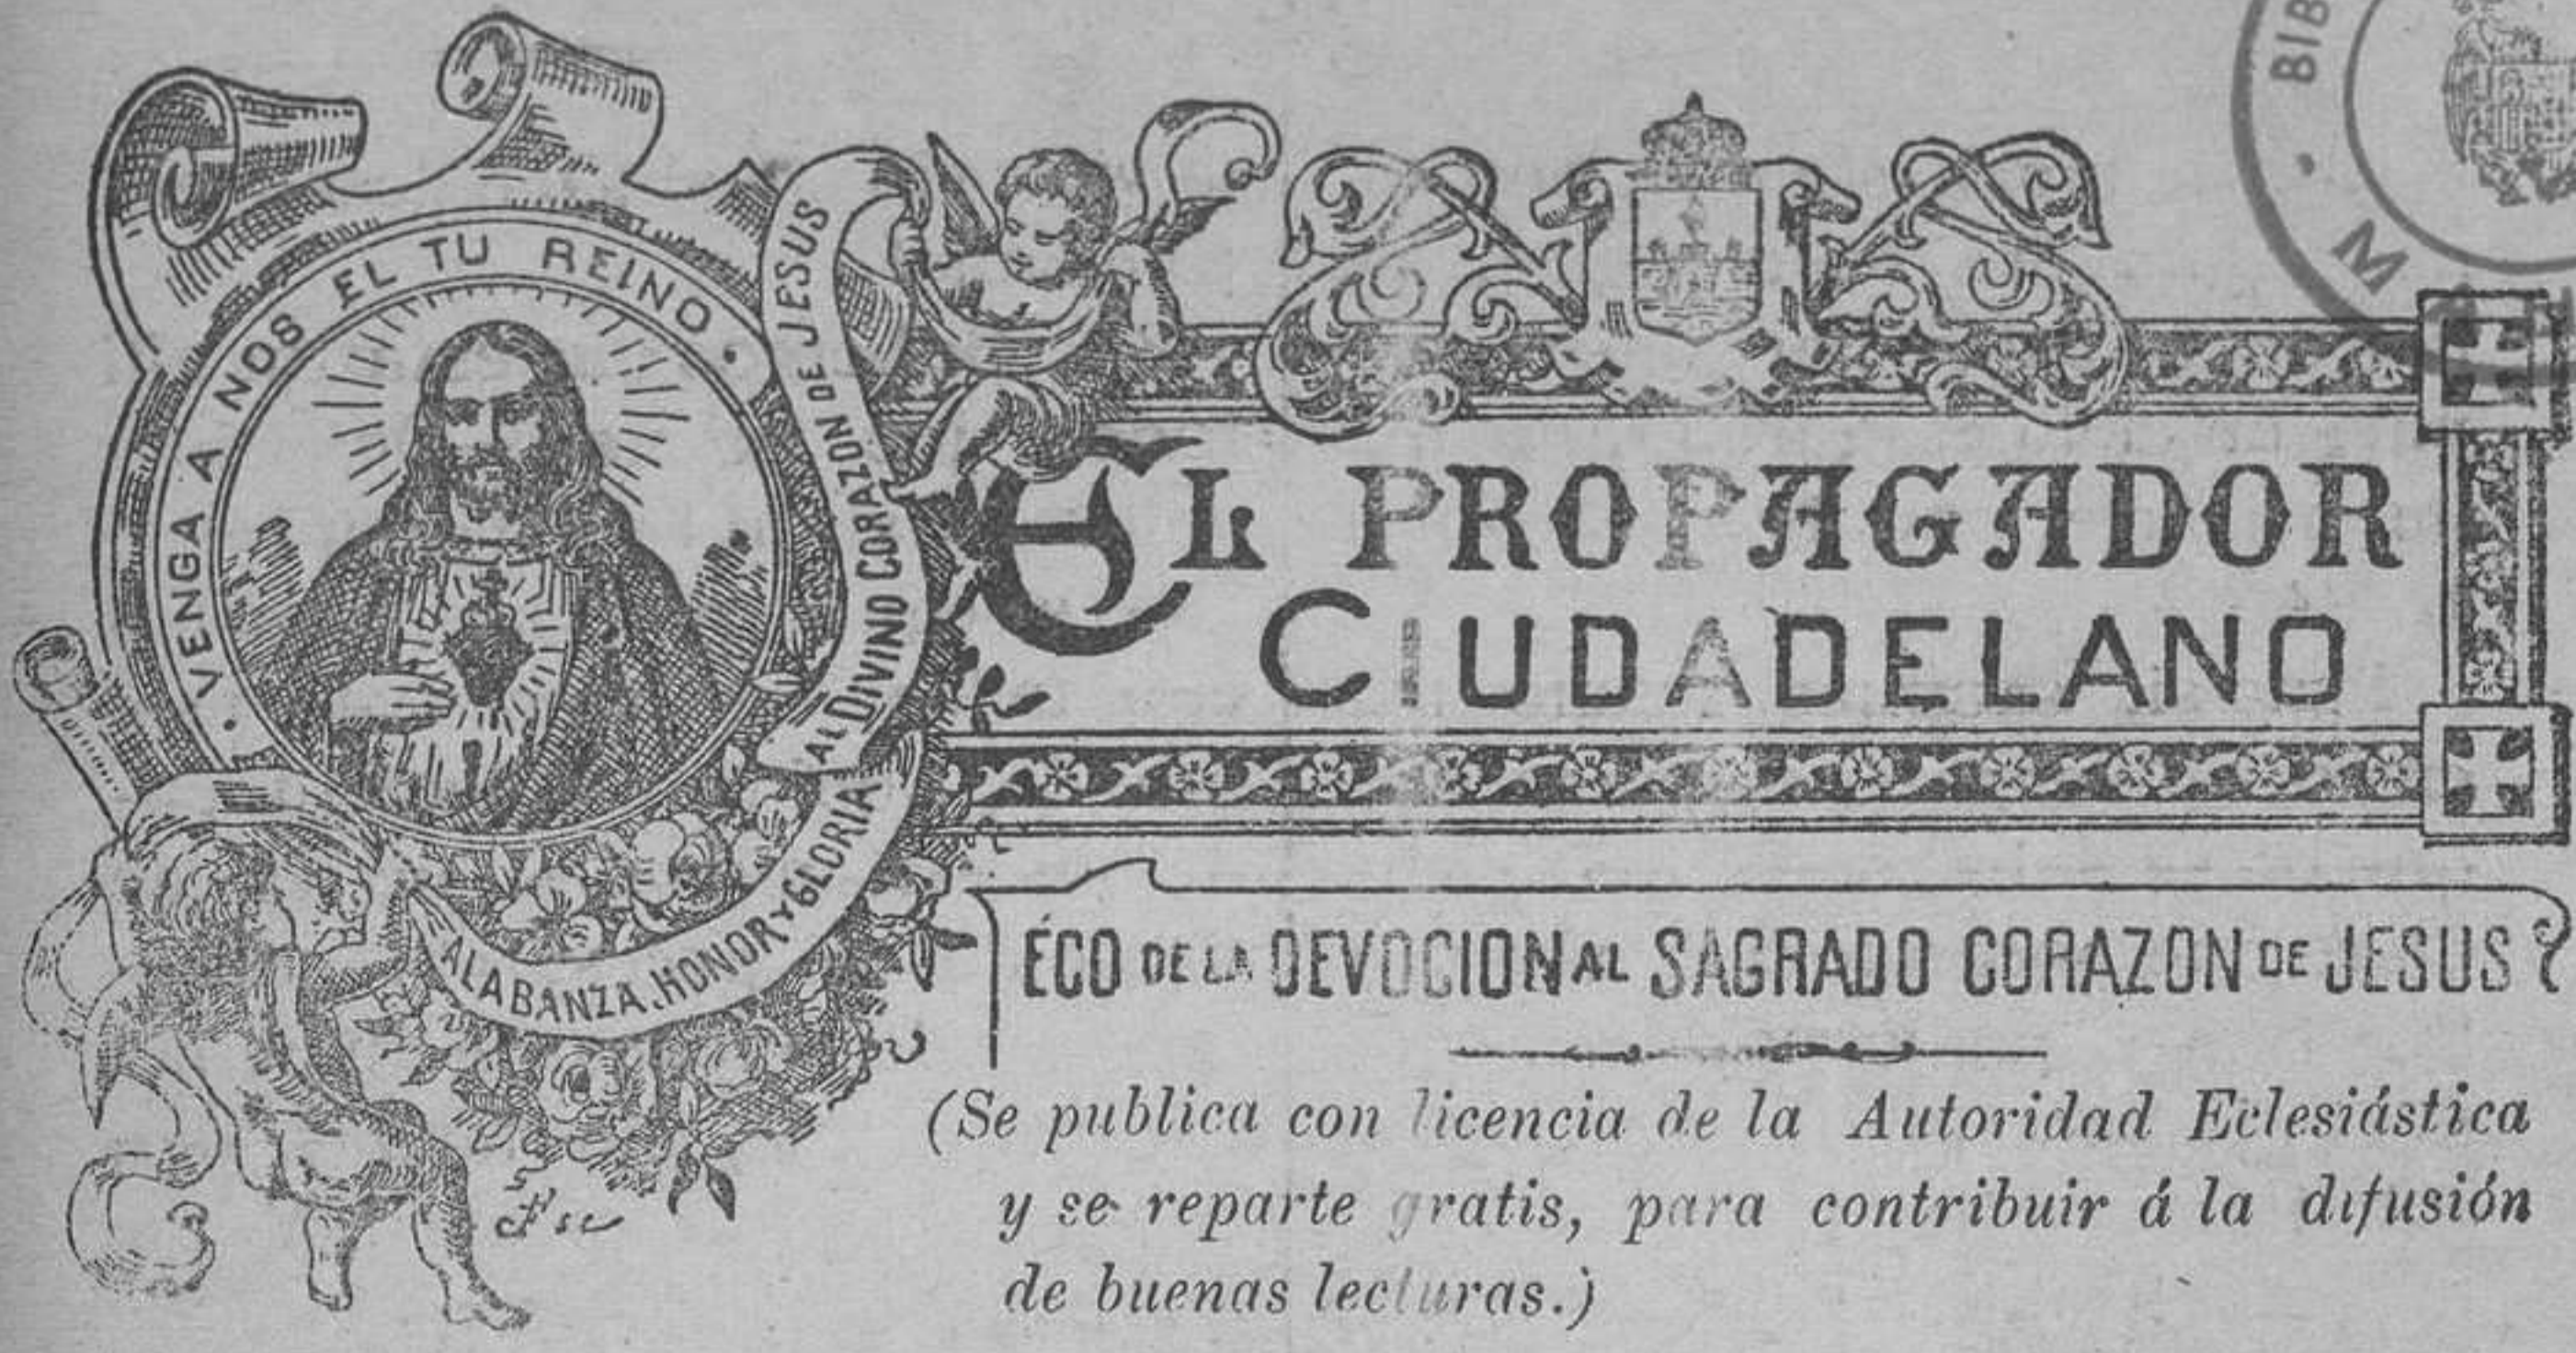 · VENGA A NOS EL TU REINO ·
ALABANZA, HONOR Y GLORIA
AL DIVINO CORAZON DE JESUS
EL PROPAGADOR
CIUDADELANO
ÉCO DE LA DEVOCION AL SAGRADO CORAZON DE JESUS
(Se publica con licencia de la Autoridad Eclesiástica
y se reparte gratis, para contribuir á la difusión
de buenas lecturas.)